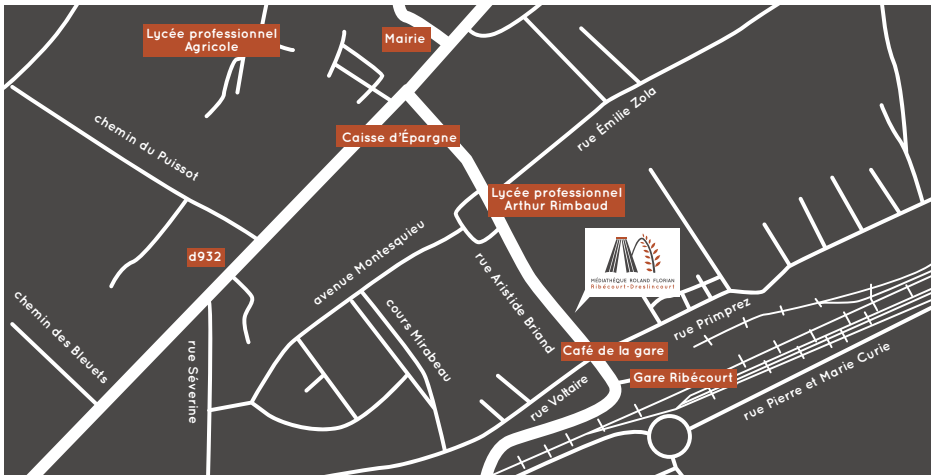 Lycée professionnel
Agricole
Mairie
Caisse d'Épargne
rue Émilie Zola
chemin du Puissot
Lycée professionnel
Arthur Rimbaud
d932
avenue Montesquieu
MÉDIATHÈQUE ROLAND FLORIAN
Ribécourt-Dreslincourt
rue Aristide Briand
chemin des Bleuets
cours Mirabeau
rue Primprez
rue Séverine
Café de la gare
Gare Ribécourt
rue Voltaire
rue Pierre et Marie Curie